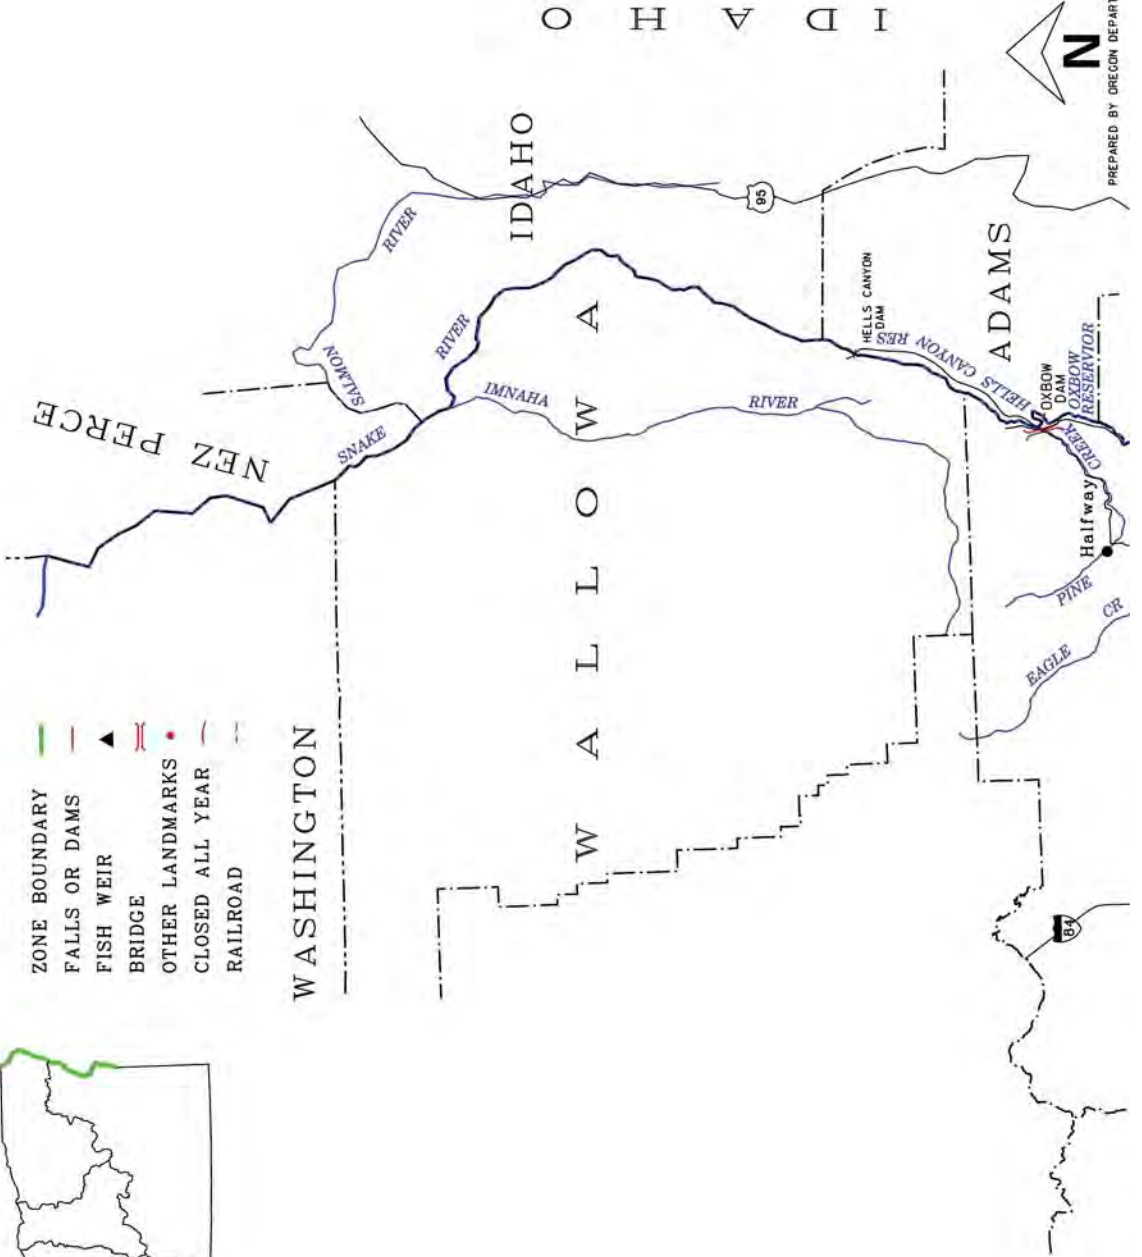 IDAHO
N
PREPARED BY OREGON DEPART
ZONE BOUNDARY
FALLS OR DAMS
FISH WEIR
BRIDGE
OTHER LANDMARKS
CLOSED ALL YEAR
RAILROAD
WASHINGTON
NEZ PERCE
SALMON
RIVER
IDAHO
95
SNAKE
RIVER
IMNAHA
RIVER
WALLOWA
HELLS CANYON
DAM
HELLS CANYON RES
ADAMS
OXBOW
DAM
OXBOW
RESERVIOR
PINE
CREEK
Halfway
EAGLE
CR
84